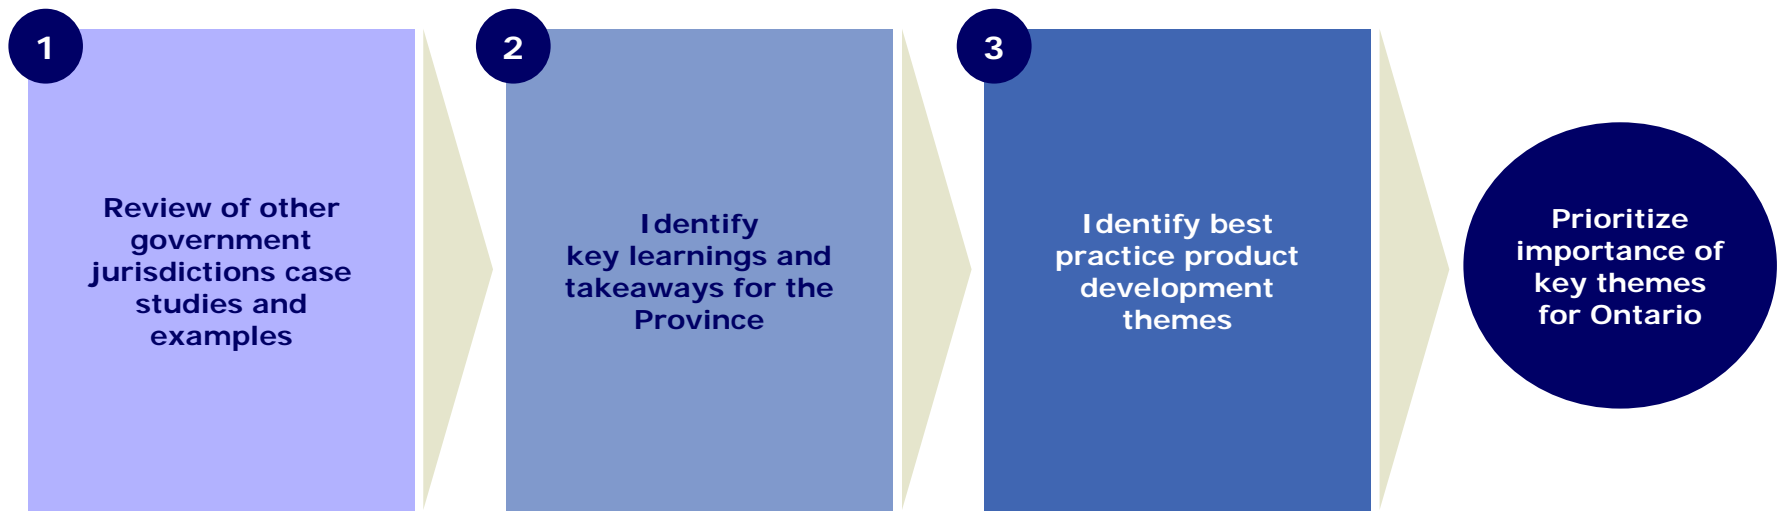 1
Review of other
government
jurisdictions case
studies and
examples
2
Identify
key learnings and
takeaways for the
Province
3
Identify best
practice product
development
themes
Prioritize
importance of
key themes
for Ontario